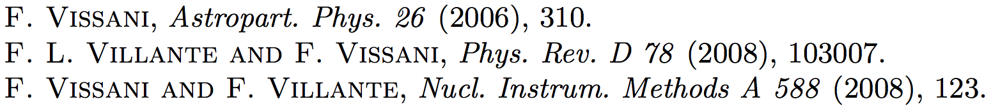 F. VISSANI, Astropart. Phys. 26 (2006), 310.
F. L. VILLANTE AND F. VISSANI, Phys. Rev. D 78 (2008), 103007.
F. VISSANI AND F. VILLANTE, Nucl. Instrum. Methods A 588 (2008), 123.